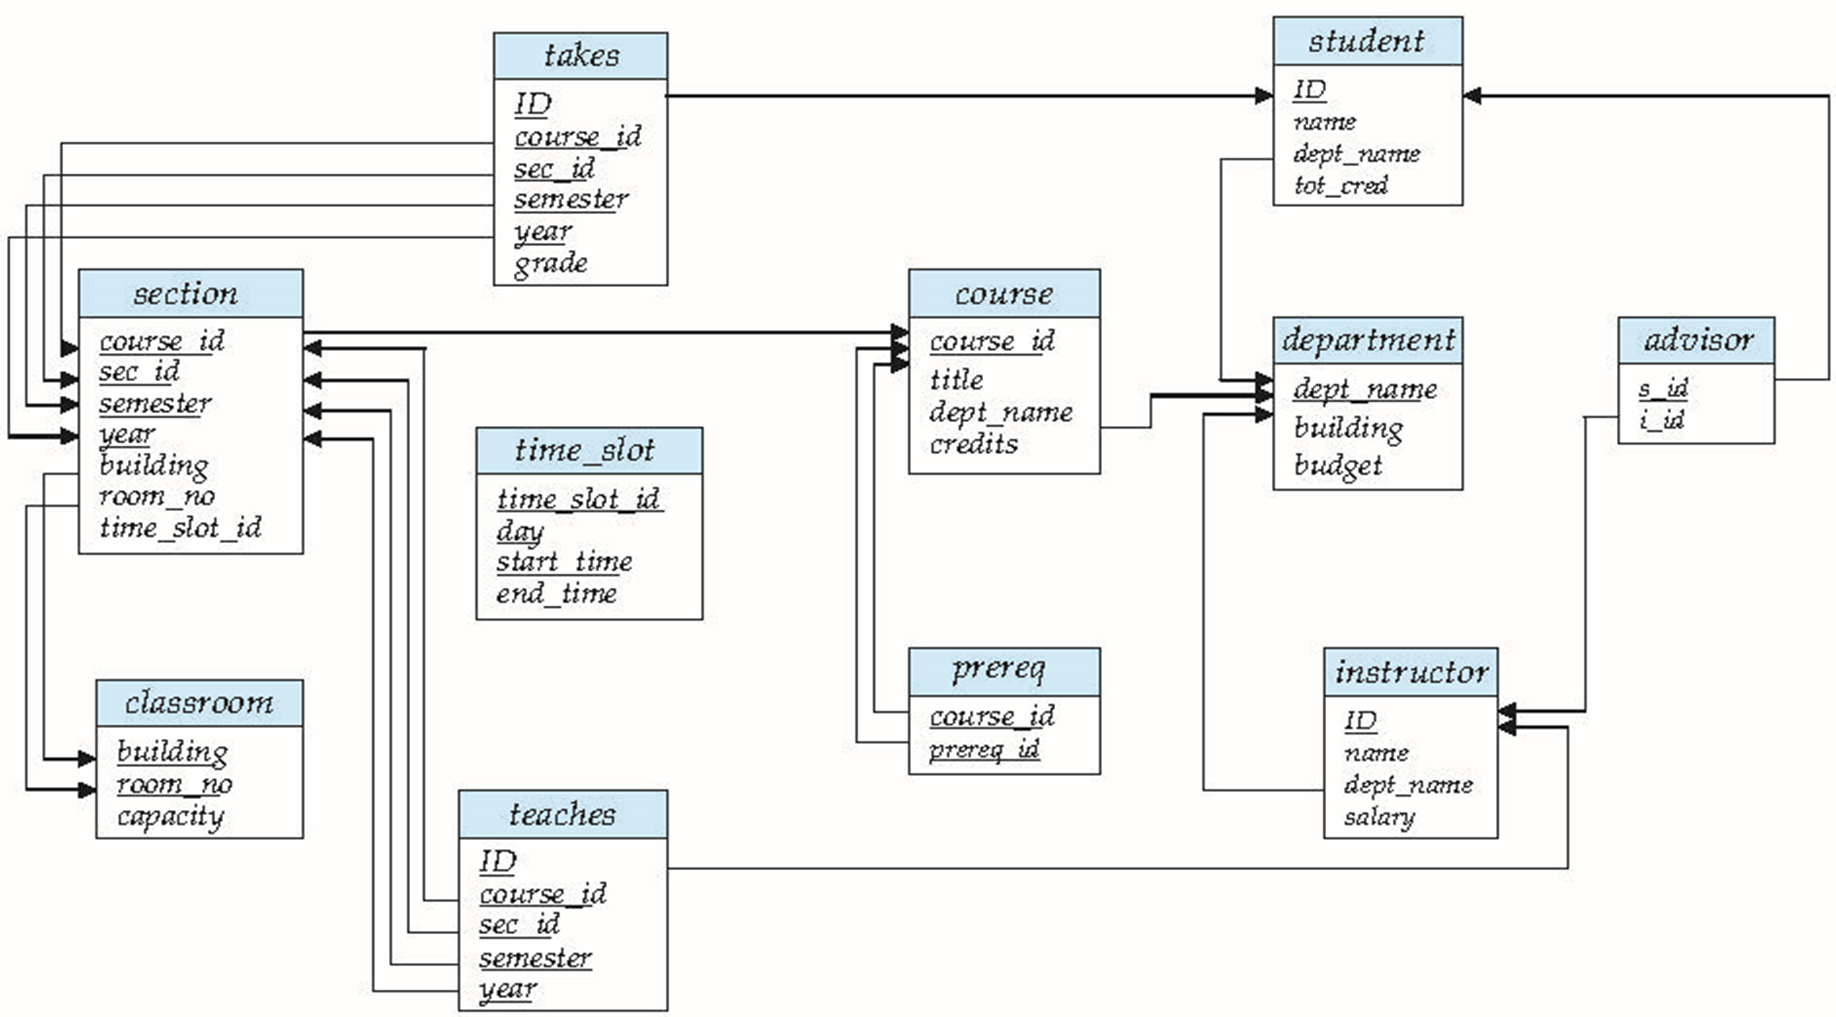 takes
ID
course_id
sec_id
semester
year
grade
student
ID
name
dept_name
tot_cred
section
course_id
sec_id
semester
year
building
room_no
time_slot_id
course
course_id
title
dept_name
credits
department
dept_name
building
budget
advisor
s_id
i_id
time_slot
time_slot_id
day
start_time
end_time
prereq
course_id
prereq_id
instructor
ID
name
dept_name
salary
classroom
building
room_no
capacity
teaches
ID
course_id
sec_id
semester
year